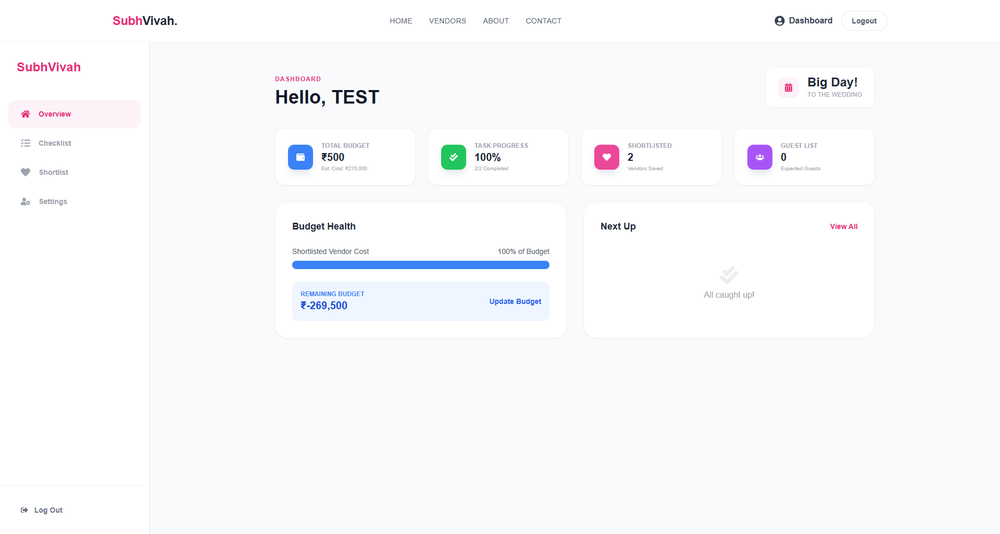 SubhVivah.
HOME VENDORS ABOUT CONTACT
Dashboard Logout
SubhVivah
Overview
Checklist
Shortlist
Settings
Log Out
DASHBOARD
Hello, TEST
Big Day!
TO THE WEDDING
TOTAL BUDGET
₹500
Est. Cost: ₹270,000
TASK PROGRESS
100%
2/2 Completed
SHORTLISTED
2
Vendors Saved
GUEST LIST
0
Expected Guests
Budget Health
Shortlisted Vendor Cost 100% of Budget
REMAINING BUDGET
₹-269,500
Update Budget
Next Up View All
All caught up!